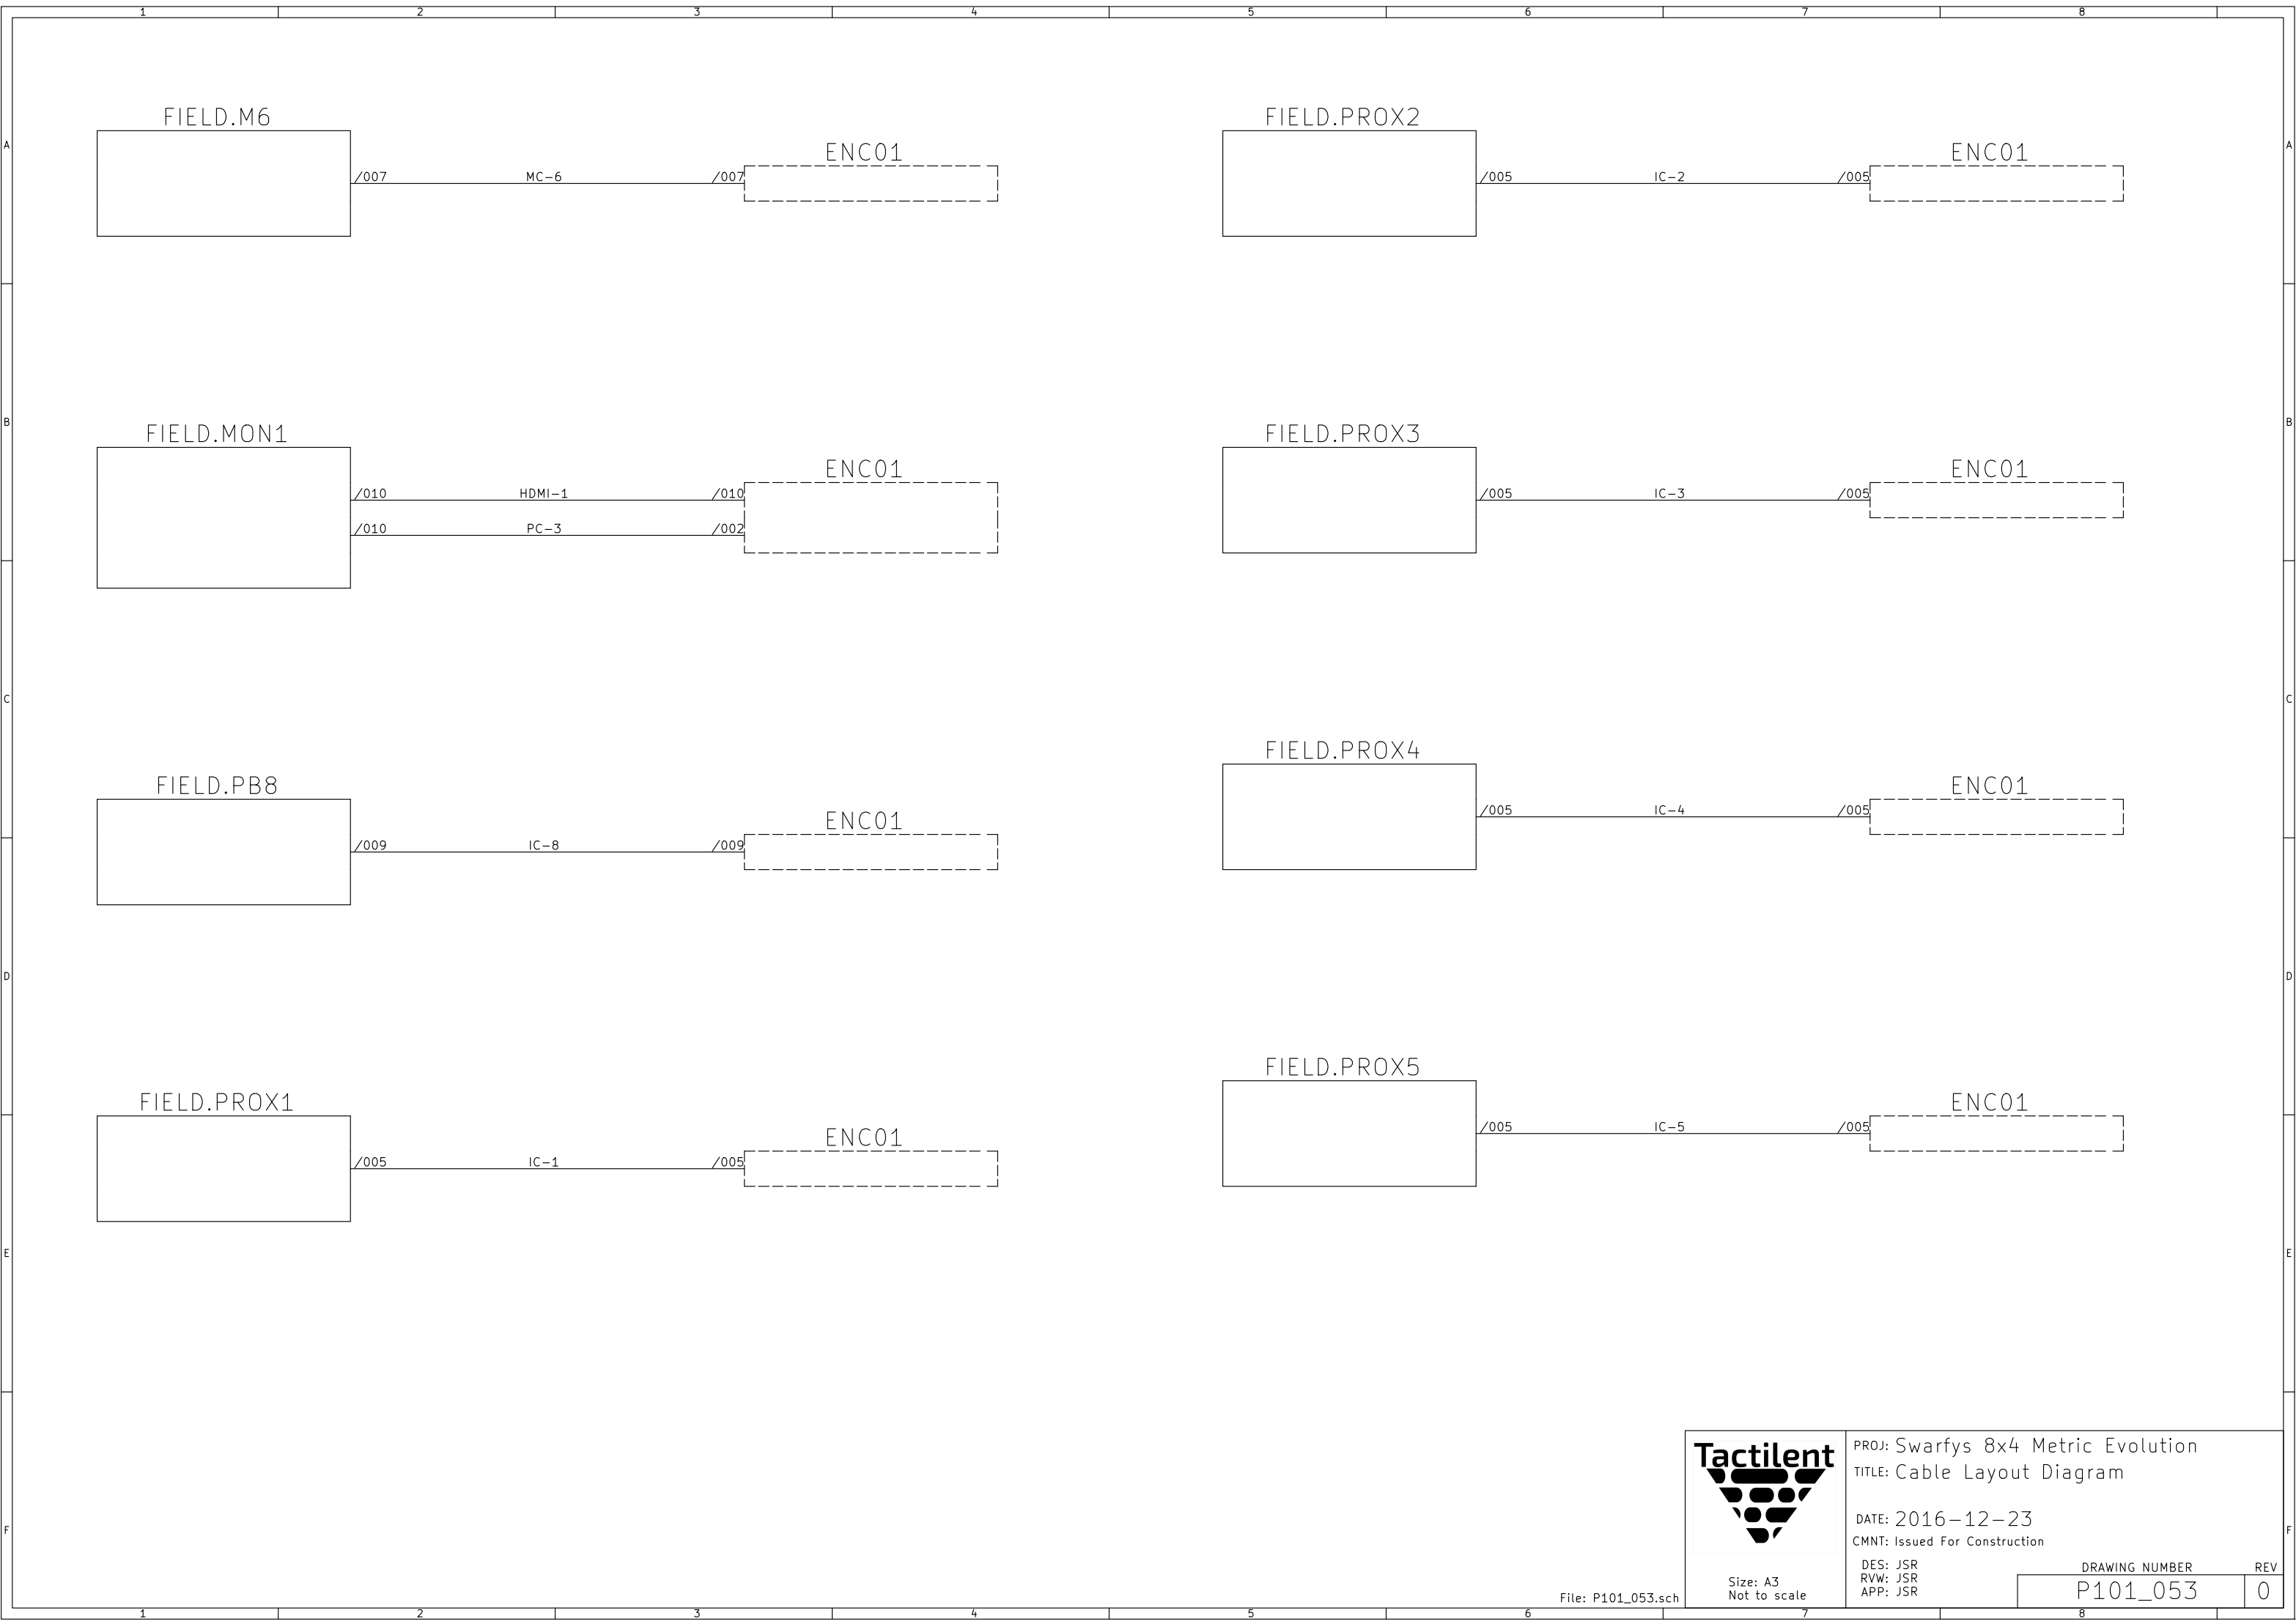 1 2 3 4 5 6 7 8
FIELD.M6
A
ENC01
/007 MC-6 /007
FIELD.PROX2
A
ENC01
/005 IC-2 /005
B
FIELD.MON1
ENC01
/010 HDMI-1 /010
/010 PC-3 /002
FIELD.PROX3
B
ENC01
/005 IC-3 /005
C
FIELD.PB8
ENC01
/009 IC-8 /009
C
FIELD.PROX4
ENC01
/005 IC-4 /005
D
FIELD.PROX1
ENC01
/005 IC-1 /005
D
FIELD.PROX5
ENC01
/005 IC-5 /005
E
E
F
F
Tactilent
Size: A3
Not to scale
File: P101_053.sch
PROJ: Swarfys 8x4 Metric Evolution
TITLE: Cable Layout Diagram
DATE: 2016-12-23
CMNT: Issued For Construction
DES: JSR
RVW: JSR
APP: JSR
DRAWING NUMBER REV
P101_053 0
1 2 3 4 5 6 7 8